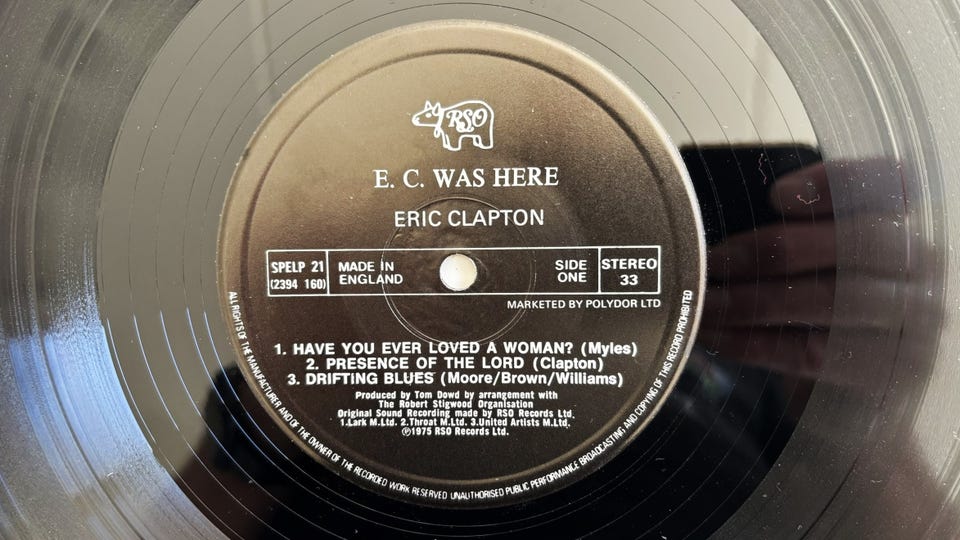 RSO
E. C. WAS HERE
ERIC CLAPTON
SPELP 21
(2394 160)
MADE IN
ENGLAND
SIDE
ONE
STEREO
33
MARKETED BY POLYDOR LTD
1. HAVE YOU EVER LOVED A WOMAN? (Myles)
2. PRESENCE OF THE LORD (Clapton)
3. DRIFTING BLUES (Moore/Brown/Williams)
Produced by Tom Dowd by arrangement with
The Robert Stigwood Organisation
Original Sound Recording made by RSO Records Ltd.
1.Lark M.Ltd. 2.Throat M.Ltd. 3.United Artists M.Ltd.
℗1975 RSO Records Ltd.
ALL RIGHTS OF THE MANUFACTURER AND OF THE OWNER OF THE RECORDED WORK RESERVED UNAUTHORISED PUBLIC PERFORMANCE BROADCASTING AND COPYING OF THIS RECORD PROHIBITED